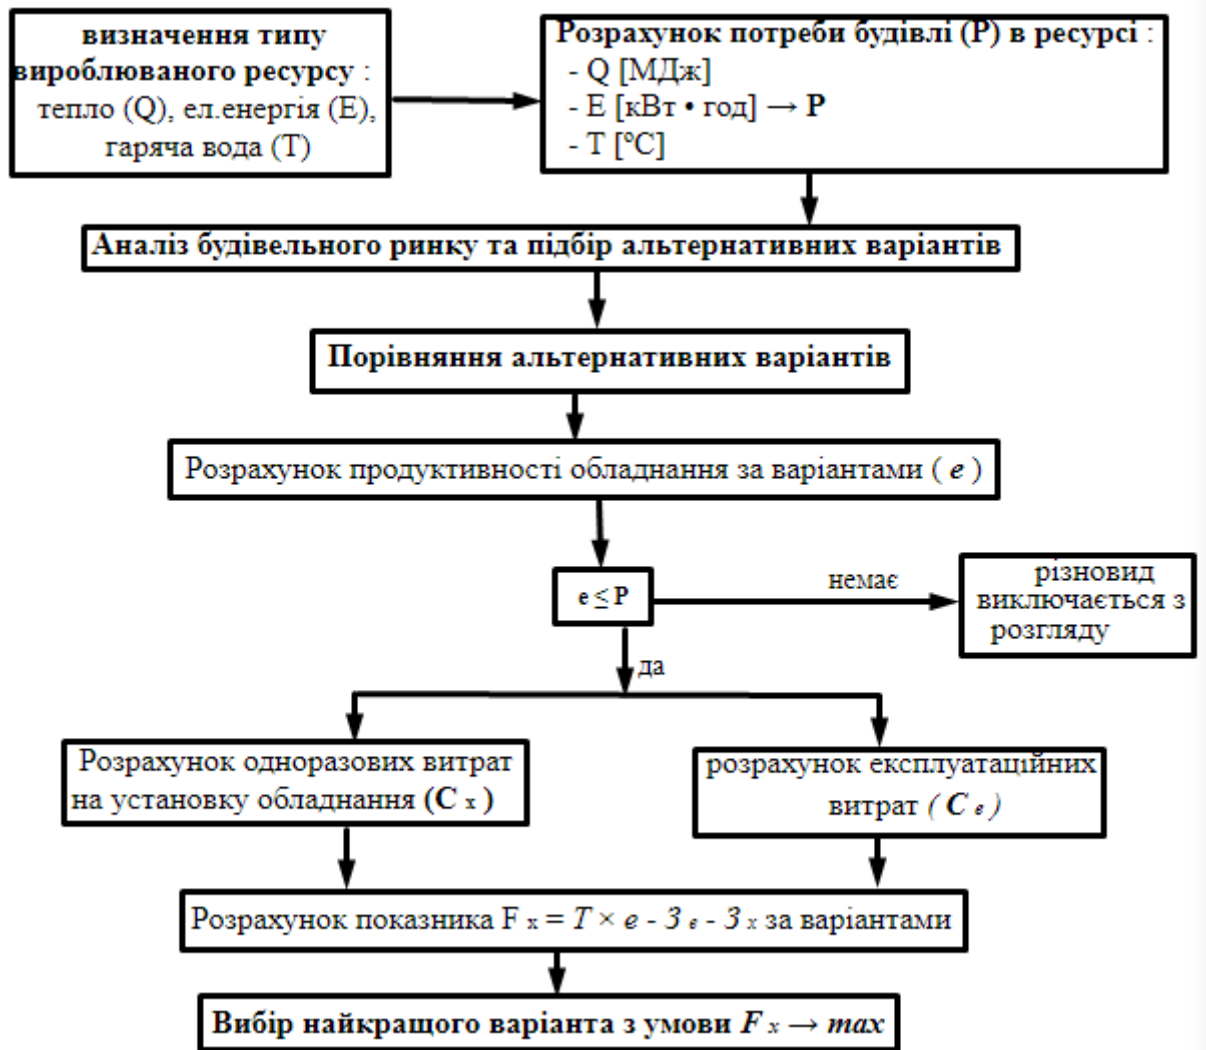 визначення типу
вироблюваного ресурсу :
тепло (Q), ел.енергія (E),
гаряча вода (T)
Розрахунок потреби будівлі (P) в ресурсі :
- Q [МДж]
- E [кВт • год] → P
- T [°C]
Аналіз будівельного ринку та підбір альтернативних варіантів
Порівняння альтернативних варіантів
Розрахунок продуктивності обладнання за варіантами ( e )
e ≤ P
немає
різновид
виключається з
розгляду
да
Розрахунок одноразових витрат
на установку обладнання (C x )
розрахунок експлуатаційних
витрат ( C e )
Розрахунок показника F x = T × e - З e - З x за варіантами
Вибір найкращого варіанта з умови F x → max